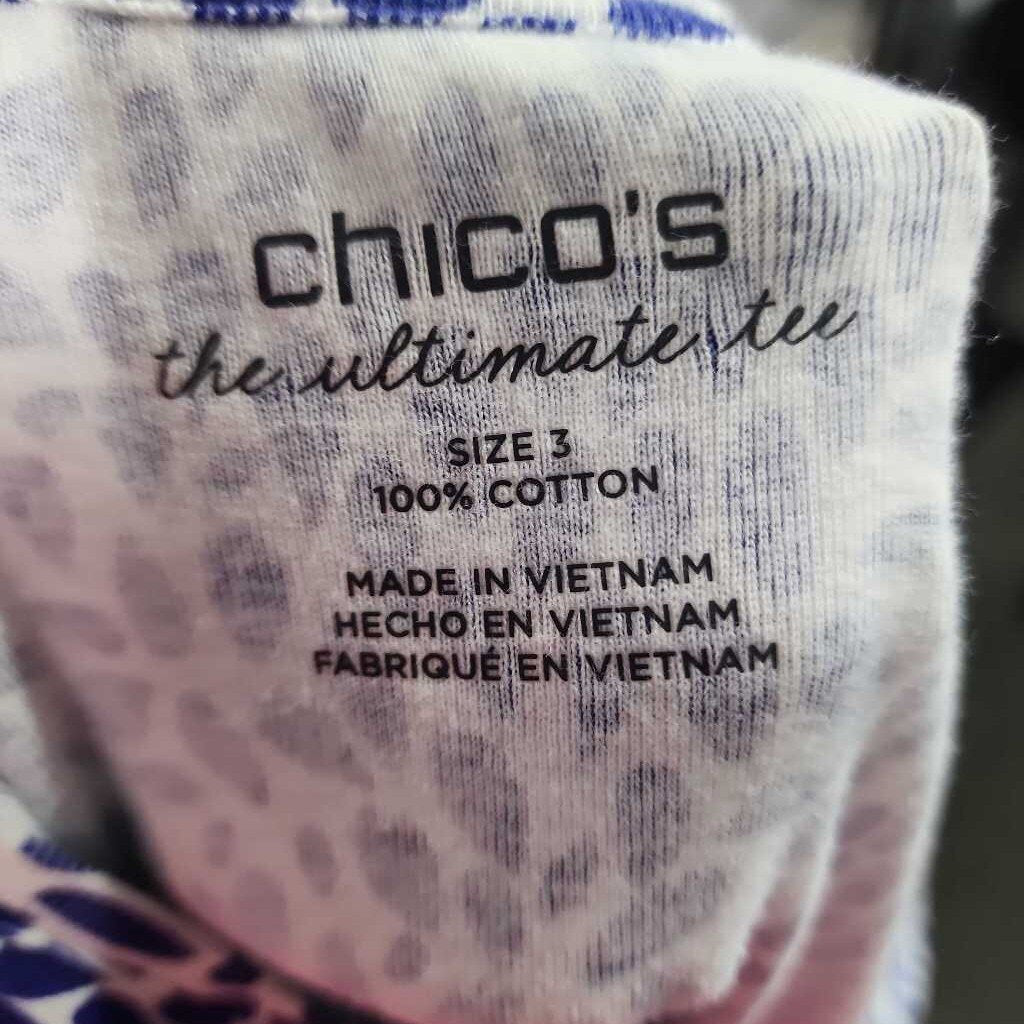 chico's
the ultimate tee
SIZE 3
100% COTTON
MADE IN VIETNAM
HECHO EN VIETNAM
FABRIQUÉ EN VIETNAM